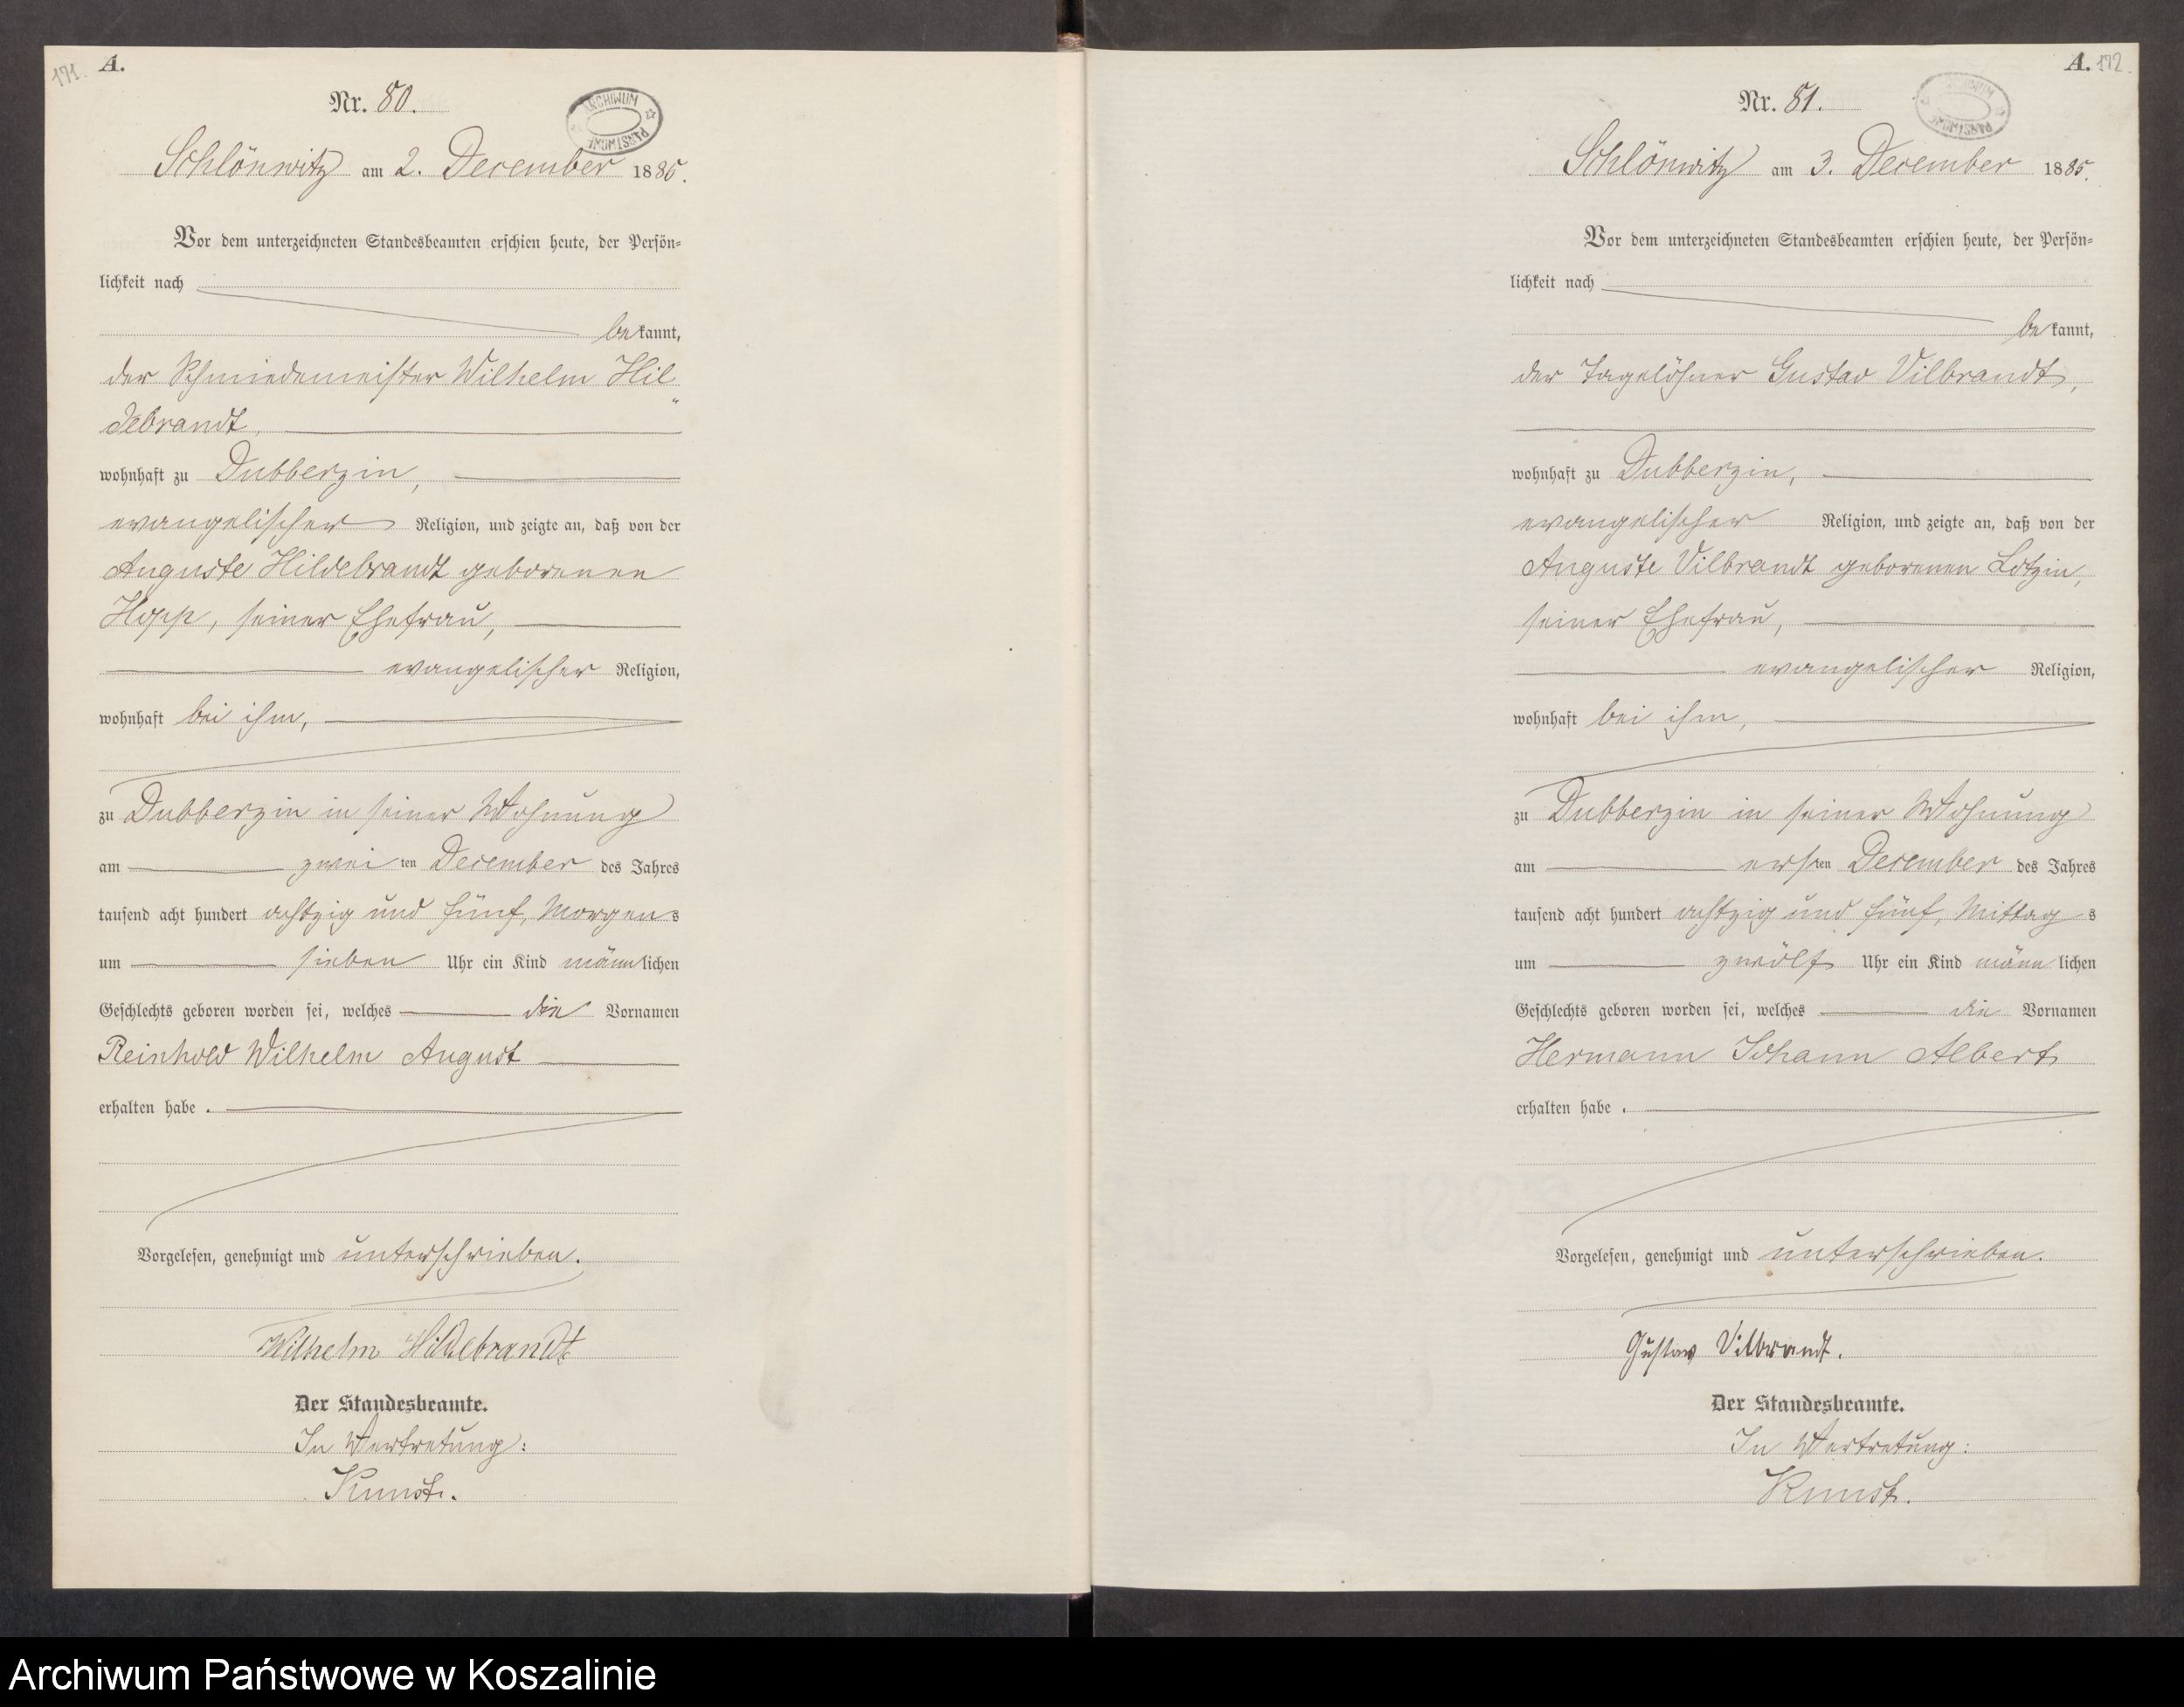 171.
A.
Nr. 80.
ARCHIWUM PAŃSTWOWE
Schlönwitz am 2. December 1885.
Vor dem unterzeichneten Standesbeamten erschien heute, der Persön-
lichkeit nach
bekannt,
der Schmiedemeister Wilhelm Hil-
debrandt,
wohnhaft zu Dubberzin,
evangelischer Religion, und zeigte an, daß von der
Auguste Hildebrandt geborenen
Hopp, seiner Ehefrau,
evangelischer Religion,
wohnhaft bei ihm,
zu Dubberzin in seiner Wohnung
am zweiten December des Jahres
tausend acht hundert achtzig und fünf, Morgens
um sieben Uhr ein Kind männlichen
Geschlechts geboren worden sei, welches die Vornamen
Reinhold Wilhelm August
erhalten habe.
Vorgelesen, genehmigt und unterschrieben.
Wilhelm Hildebrandt
Der Standesbeamte.
In Vertretung:
Kunst.
A. 172.
Nr. 81.
ARCHIWUM PAŃSTWOWE
Schlönwitz am 3. December 1885.
Vor dem unterzeichneten Standesbeamten erschien heute, der Persön-
lichkeit nach
bekannt,
der Tagelöhner Gustav Vilbrandt,
wohnhaft zu Dubberzin,
evangelischer Religion, und zeigte an, daß von der
Auguste Vilbrandt geborenen Lotzin,
seiner Ehefrau,
evangelischer Religion,
wohnhaft bei ihm,
zu Dubberzin in seiner Wohnung
am ersten December des Jahres
tausend acht hundert achtzig und fünf, Mittags
um zwölf Uhr ein Kind männlichen
Geschlechts geboren worden sei, welches die Vornamen
Hermann Johann Albert
erhalten habe.
Vorgelesen, genehmigt und unterschrieben.
Gustav Vilbrandt.
Der Standesbeamte.
In Vertretung:
Kunst.
Archiwum Państwowe w Koszalinie